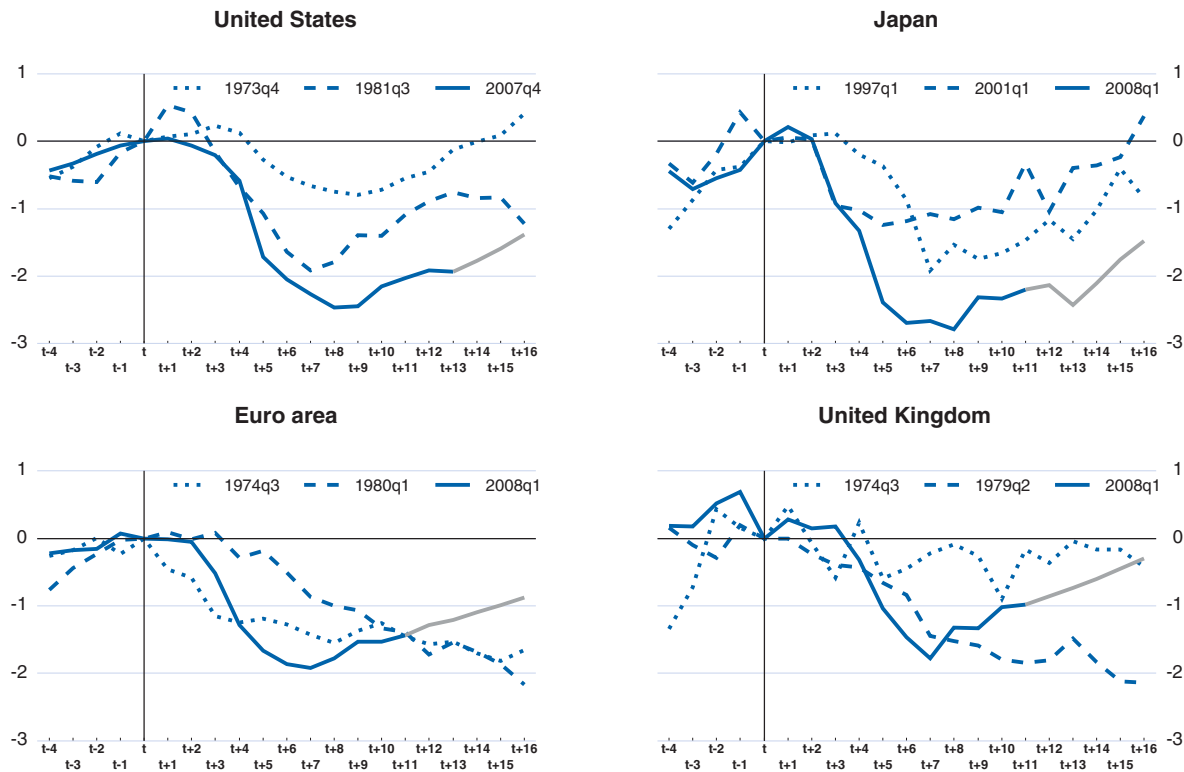 United States
1973q4 1981q3 2007q4
1
0
-1
-2
-3
t-4 t-2 t t+2 t+4 t+6 t+8 t+10 t+12 t+14 t+16
t-3 t-1 t+1 t+3 t+5 t+7 t+9 t+11 t+13 t+15
Japan
1997q1 2001q1 2008q1
1
0
-1
-2
-3
t-4 t-2 t t+2 t+4 t+6 t+8 t+10 t+12 t+14 t+16
t-3 t-1 t+1 t+3 t+5 t+7 t+9 t+11 t+13 t+15
Euro area
1974q3 1980q1 2008q1
1
0
-1
-2
-3
t-4 t-2 t t+2 t+4 t+6 t+8 t+10 t+12 t+14 t+16
t-3 t-1 t+1 t+3 t+5 t+7 t+9 t+11 t+13 t+15
United Kingdom
1974q3 1979q2 2008q1
1
0
-1
-2
-3
t-4 t-2 t t+2 t+4 t+6 t+8 t+10 t+12 t+14 t+16
t-3 t-1 t+1 t+3 t+5 t+7 t+9 t+11 t+13 t+15